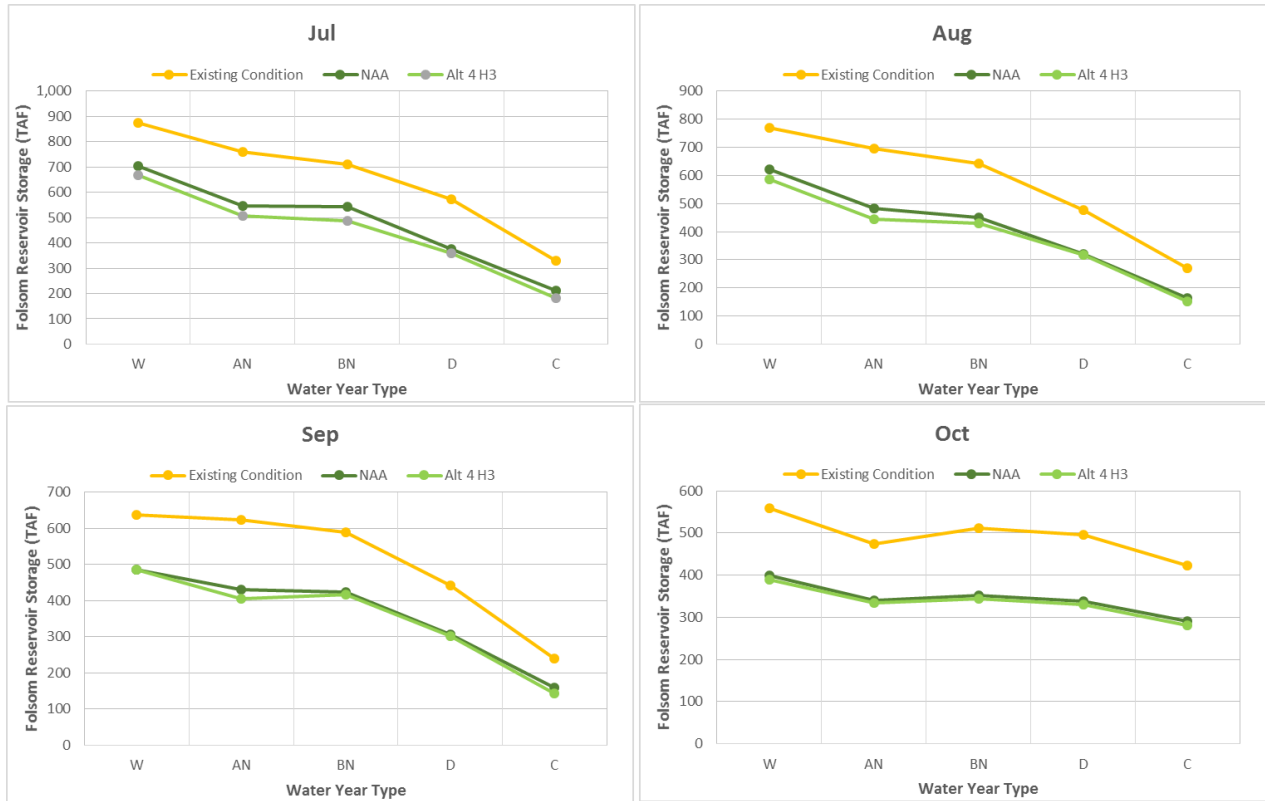 Jul
Existing Condition NAA Alt 4 H3
Folsom Reservoir Storage (TAF)
1,000
900
800
700
600
500
400
300
200
100
0
W AN BN D C
Water Year Type
Aug
Existing Condition NAA Alt 4 H3
Folsom Reservoir Storage (TAF)
900
800
700
600
500
400
300
200
100
0
W AN BN D C
Water Year Type
Sep
Existing Condition NAA Alt 4 H3
Folsom Reservoir Storage (TAF)
700
600
500
400
300
200
100
0
W AN BN D C
Water Year Type
Oct
Existing Condition NAA Alt 4 H3
Folsom Reservoir Storage (TAF)
600
500
400
300
200
100
0
W AN BN D C
Water Year Type